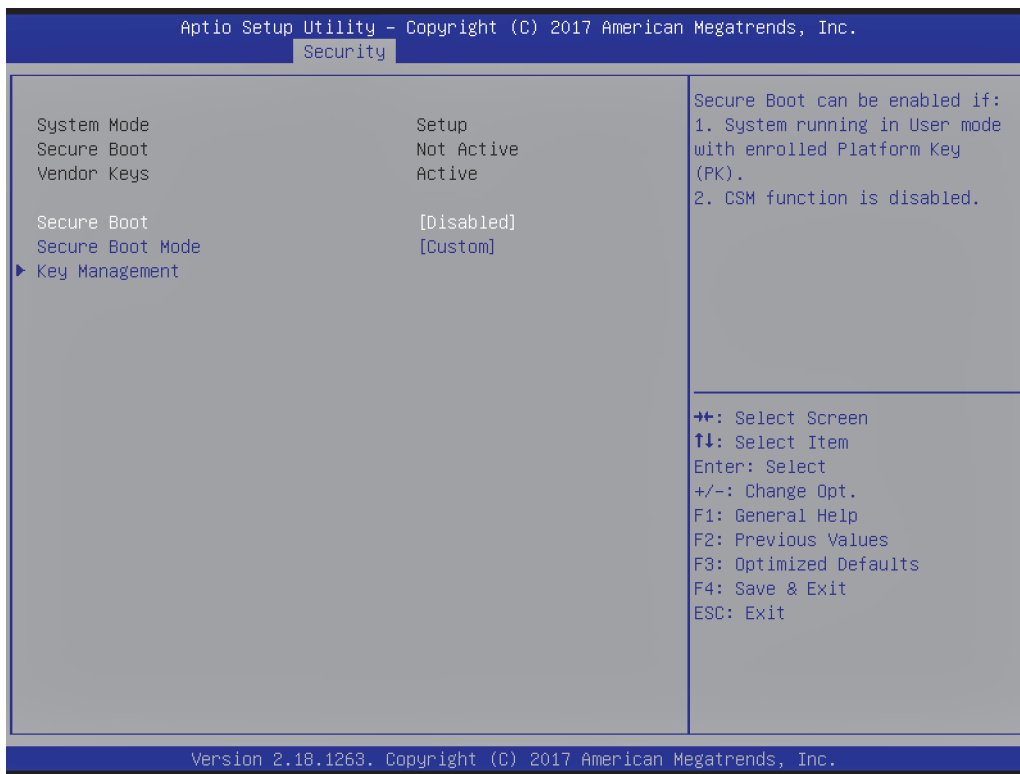 Aptio Setup Utility – Copyright (C) 2017 American Megatrends, Inc.
Security
System Mode Setup
Secure Boot Not Active
Vendor Keys Active
Secure Boot [Disabled]
Secure Boot Mode [Custom]
Key Management
Secure Boot can be enabled if:
1. System running in User mode
with enrolled Platform Key
(PK).
2. CSM function is disabled.
→←: Select Screen
↑↓: Select Item
Enter: Select
+/-: Change Opt.
F1: General Help
F2: Previous Values
F3: Optimized Defaults
F4: Save & Exit
ESC: Exit
Version 2.18.1263. Copyright (C) 2017 American Megatrends, Inc.